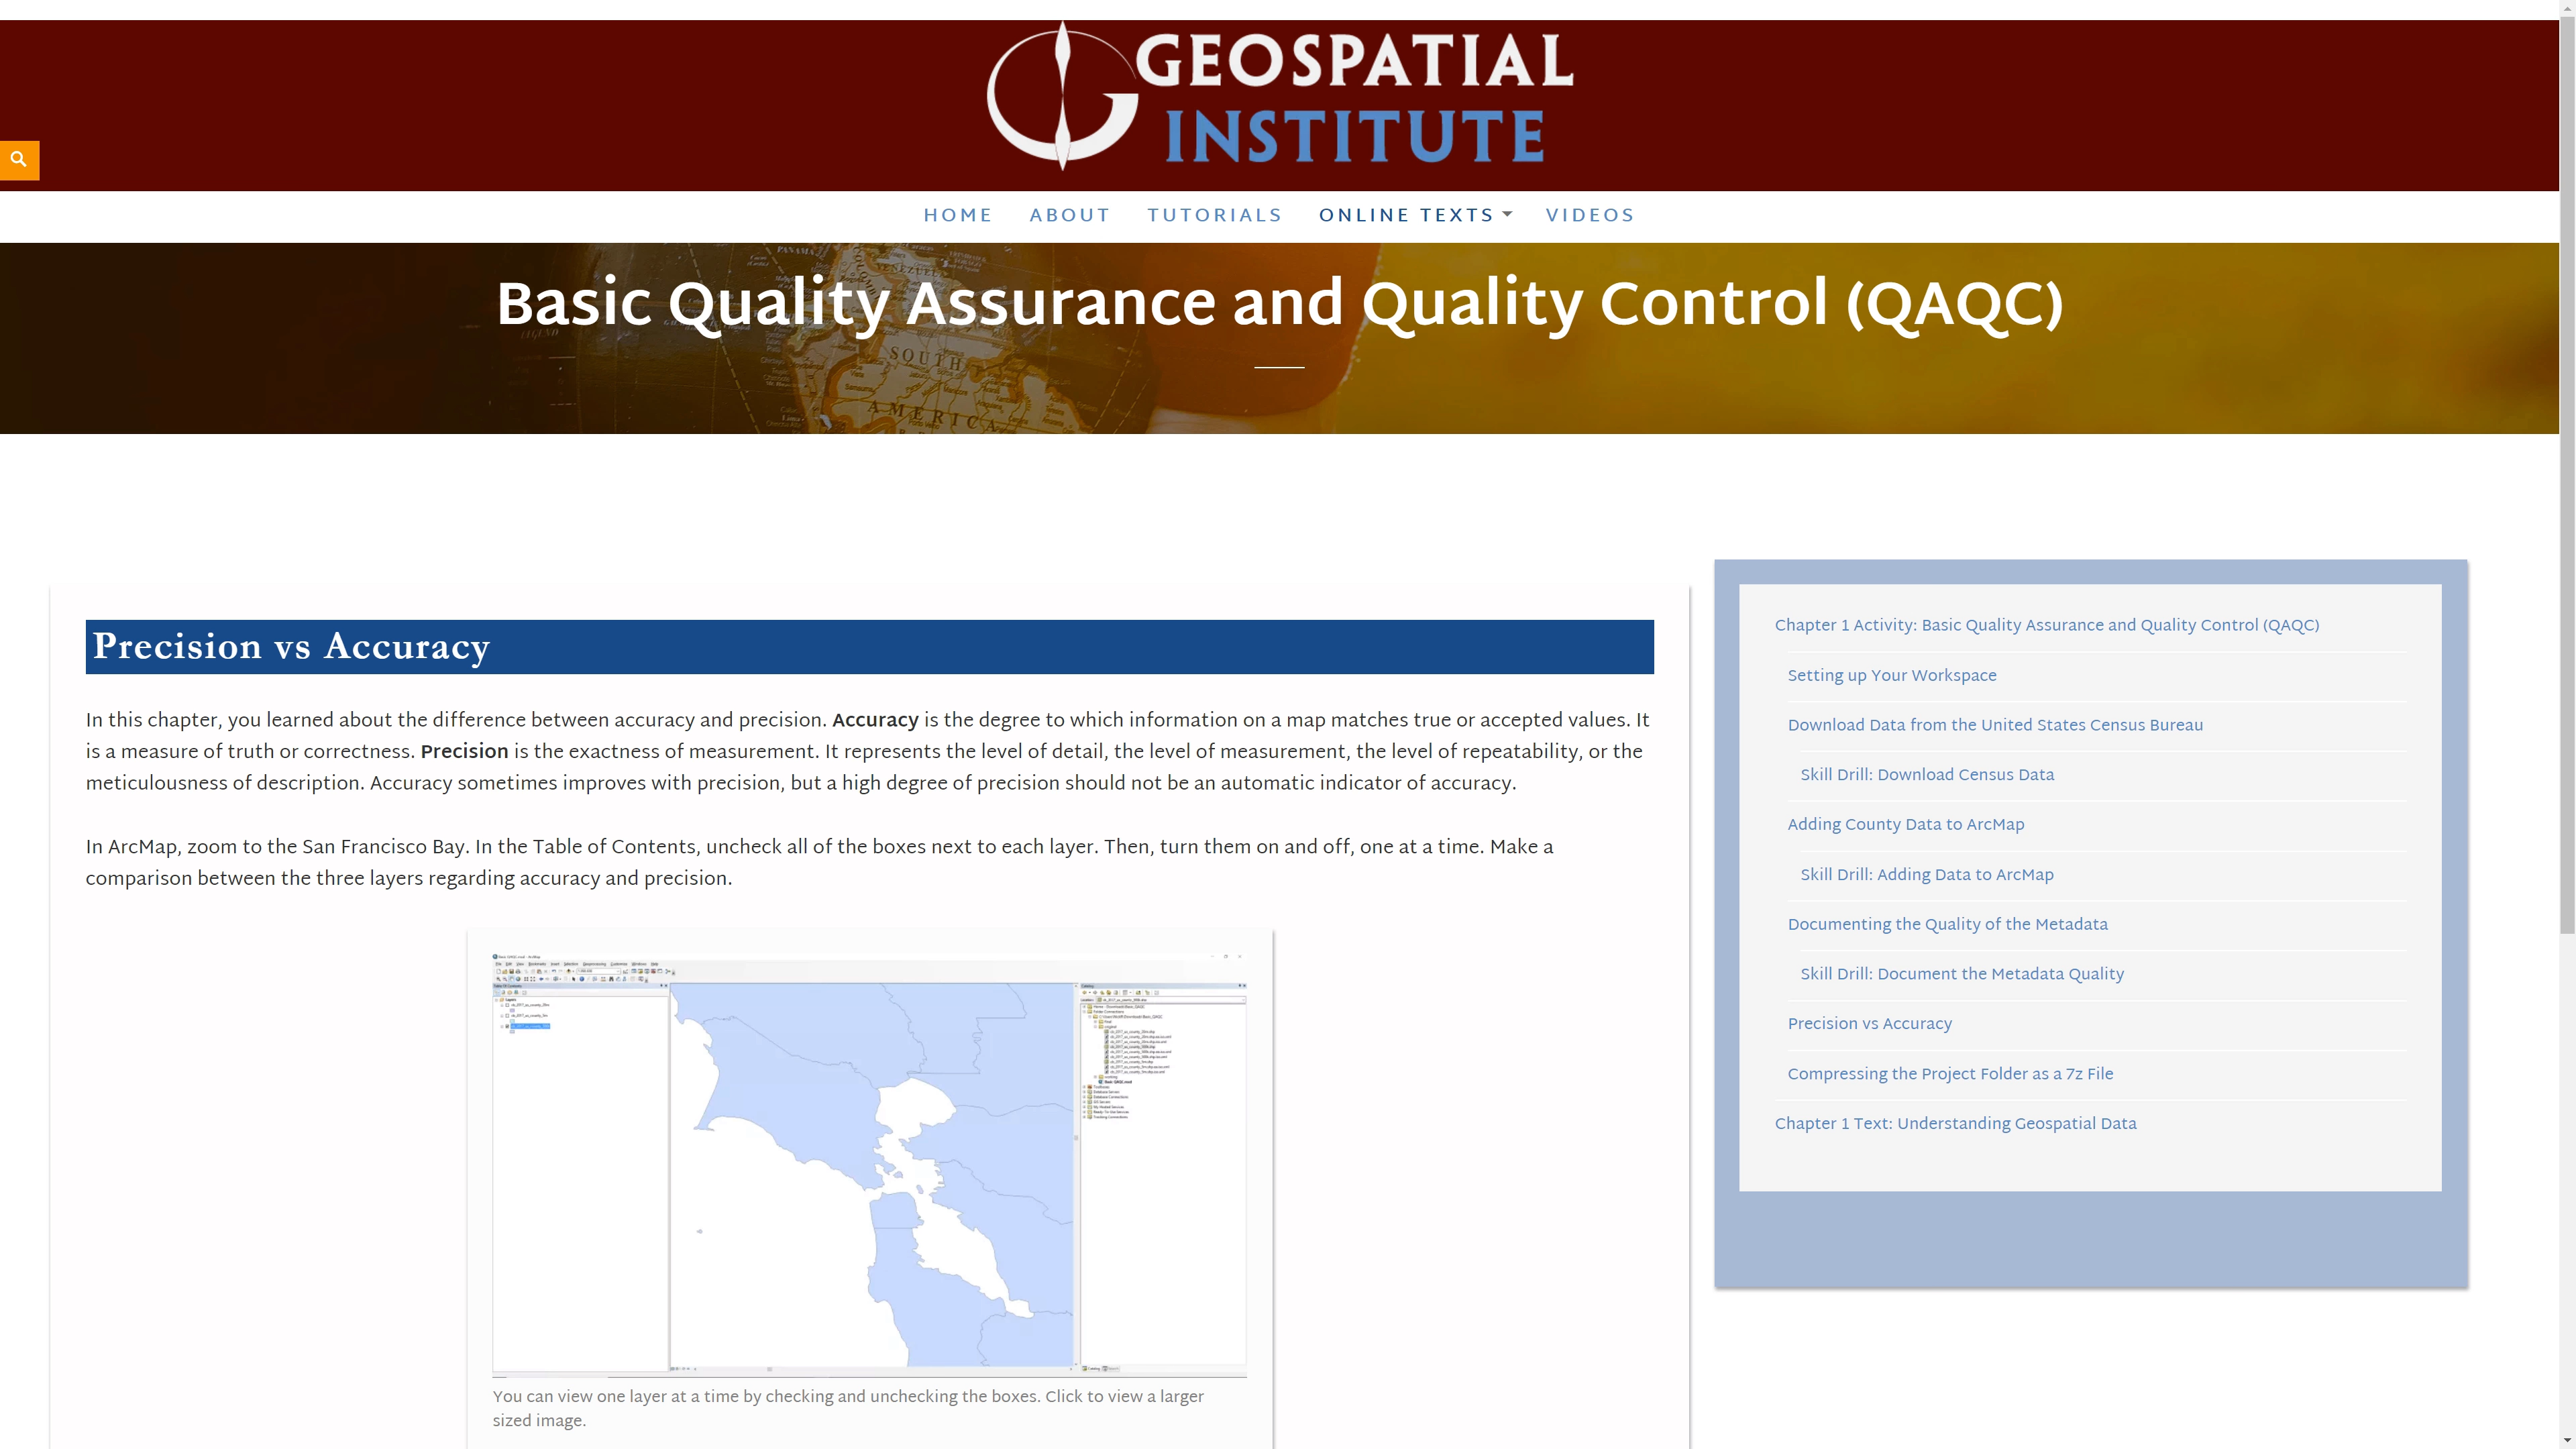 GEOSPATIAL
INSTITUTE
HOME ABOUT TUTORIALS ONLINE TEXTS VIDEOS
Basic Quality Assurance and Quality Control (QAQC)
VENEZUELA
SOUTH
AMERICA
Precision vs Accuracy
In this chapter, you learned about the difference between accuracy and precision. Accuracy is the degree to which information on a map matches true or accepted values. It
is a measure of truth or correctness. Precision is the exactness of measurement. It represents the level of detail, the level of measurement, the level of repeatability, or the
meticulousness of description. Accuracy sometimes improves with precision, but a high degree of precision should not be an automatic indicator of accuracy.
In ArcMap, zoom to the San Francisco Bay. In the Table of Contents, uncheck all of the boxes next to each layer. Then, turn them on and off, one at a time. Make a
comparison between the three layers regarding accuracy and precision.
You can view one layer at a time by checking and unchecking the boxes. Click to view a larger
sized image.
Chapter 1 Activity: Basic Quality Assurance and Quality Control (QAQC)
Setting up Your Workspace
Download Data from the United States Census Bureau
Skill Drill: Download Census Data
Adding County Data to ArcMap
Skill Drill: Adding Data to ArcMap
Documenting the Quality of the Metadata
Skill Drill: Document the Metadata Quality
Precision vs Accuracy
Compressing the Project Folder as a 7z File
Chapter 1 Text: Understanding Geospatial Data